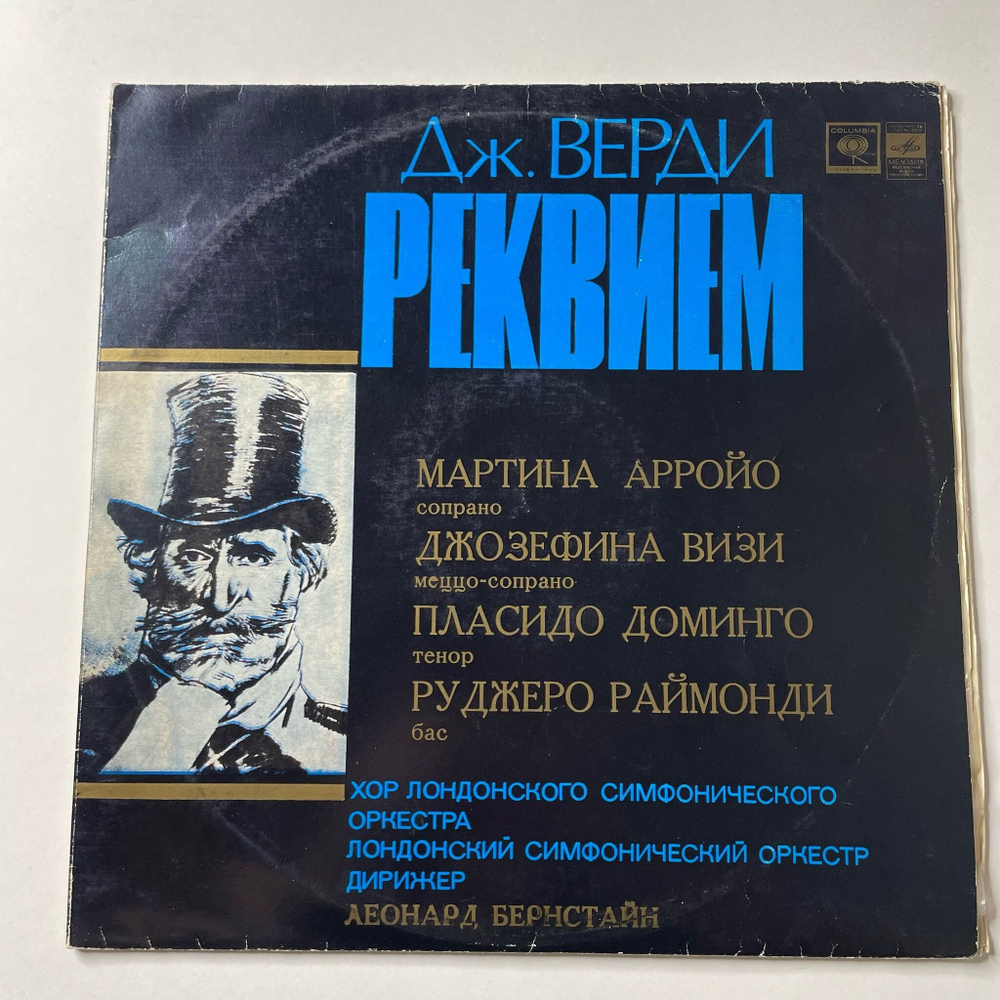 Дж. ВЕРДИ
COLUMBIA
МЕЛОДИЯ
РЕКВИЕМ
МАРТИНА АРРОЙО
сопрано
ДЖОЗЕФИНА ВИЗИ
меццо-сопрано
ПЛАСИДО ДОМИНГО
тенор
РУДЖЕРО РАЙМОНДИ
бас
ХОР ЛОНДОНСКОГО СИМФОНИЧЕСКОГО
ОРКЕСТРА
ЛОНДОНСКИЙ СИМФОНИЧЕСКИЙ ОРКЕСТР
ДИРИЖЕР
ЛЕОНАРД БЕРНСТАЙН